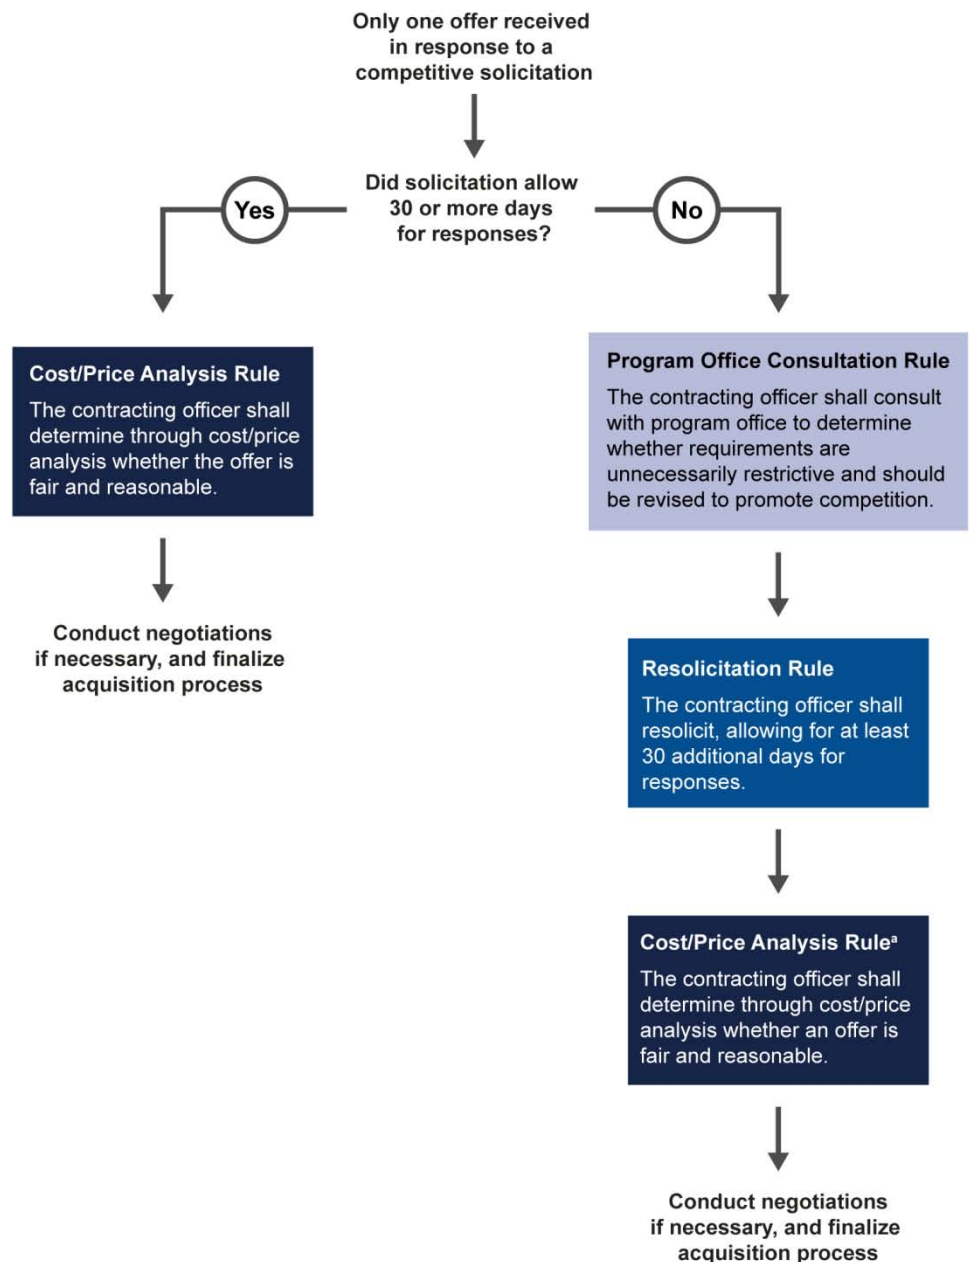 Only one offer received
in response to a
competitive solicitation
Did solicitation allow
30 or more days
for responses?
Yes
No
Cost/Price Analysis Rule
The contracting officer shall
determine through cost/price
analysis whether the offer is
fair and reasonable.
Conduct negotiations
if necessary, and finalize
acquisition process
Program Office Consultation Rule
The contracting officer shall consult
with program office to determine
whether requirements are
unnecessarily restrictive and should
be revised to promote competition.
Resolicitation Rule
The contracting officer shall
resolicit, allowing for at least
30 additional days for
responses.
Cost/Price Analysis Ruleᵃ
The contracting officer shall
determine through cost/price
analysis whether an offer is
fair and reasonable.
Conduct negotiations
if necessary, and finalize
acquisition process